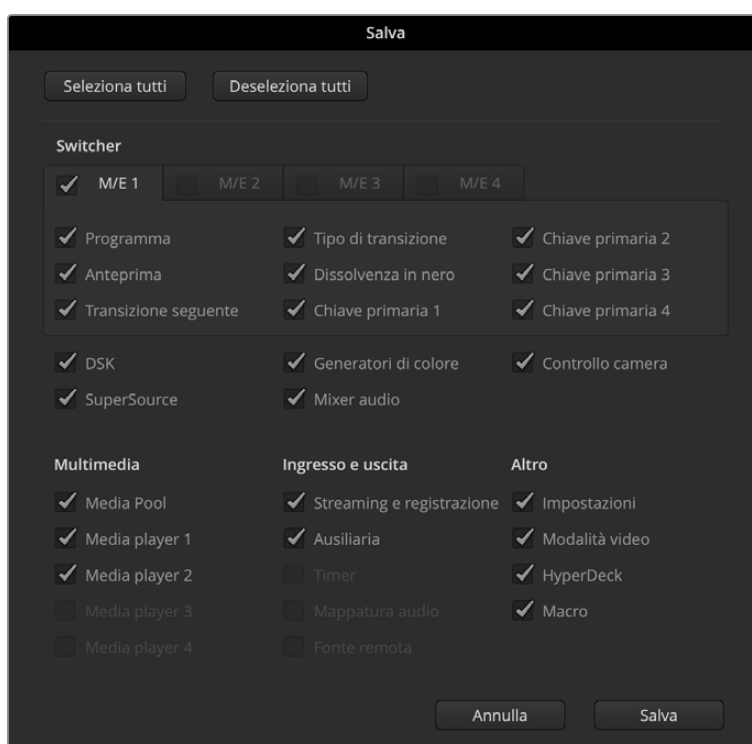 Salva
Seleziona tutti Deseleziona tutti
Switcher
M/E 1 M/E 2 M/E 3 M/E 4
Programma Tipo di transizione Chiave primaria 2
Anteprima Dissolvenza in nero Chiave primaria 3
Transizione seguente Chiave primaria 1 Chiave primaria 4
DSK Generatori di colore Controllo camera
SuperSource Mixer audio
Multimedia Ingresso e uscita Altro
Media Pool Streaming e registrazione Impostazioni
Media player 1 Ausiliaria Modalità video
Media player 2 Timer HyperDeck
Media player 3 Mappatura audio Macro
Media player 4 Fonte remota
Annulla Salva